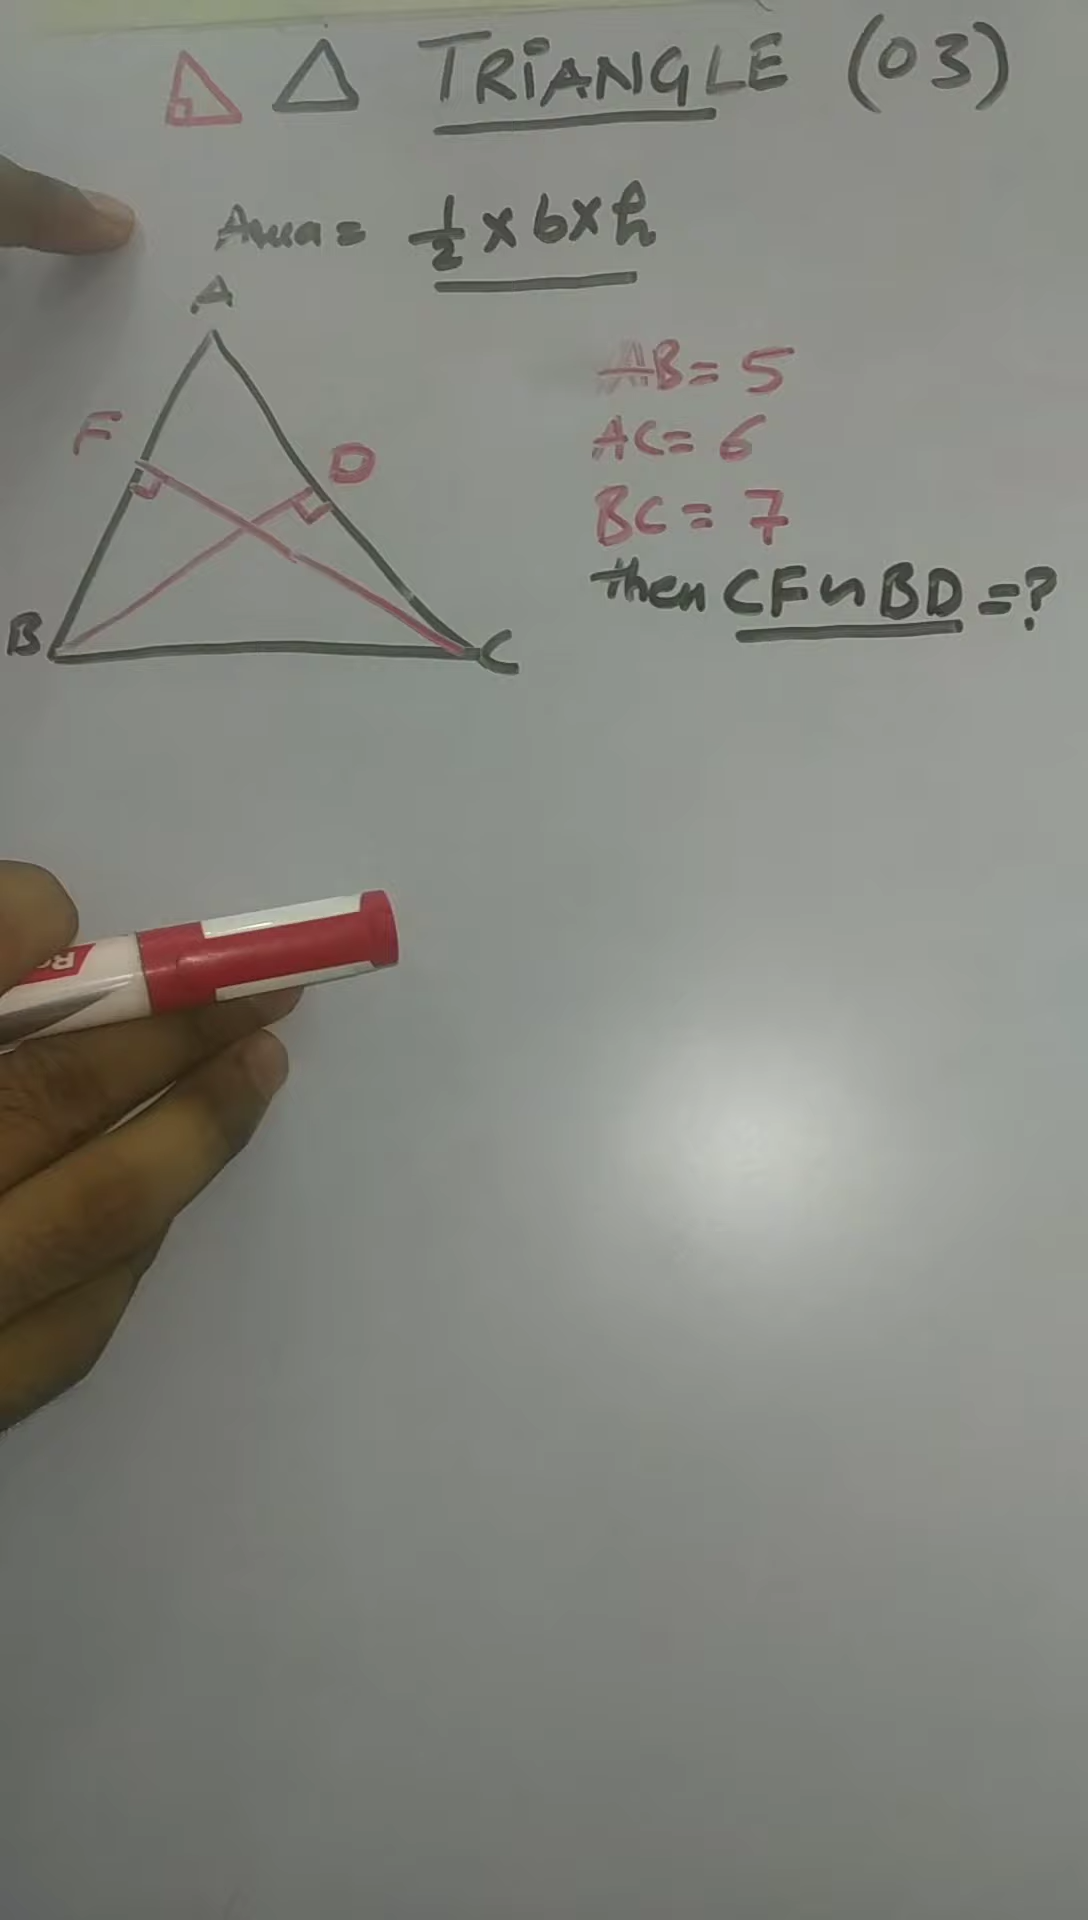 TRiANGLE (03)
Area = 1/2 × b × h
A
F
D
B
C
AB = 5
AC = 6
BC = 7
then CF n BD = ?